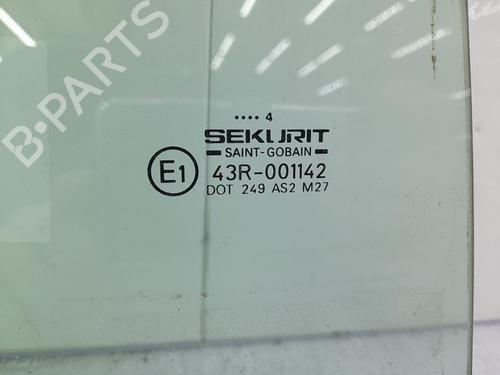 B-PARTS
.... 4
SEKURIT
SAINT-GOBAIN
E1 43R-001142
DOT 249 AS2 M27